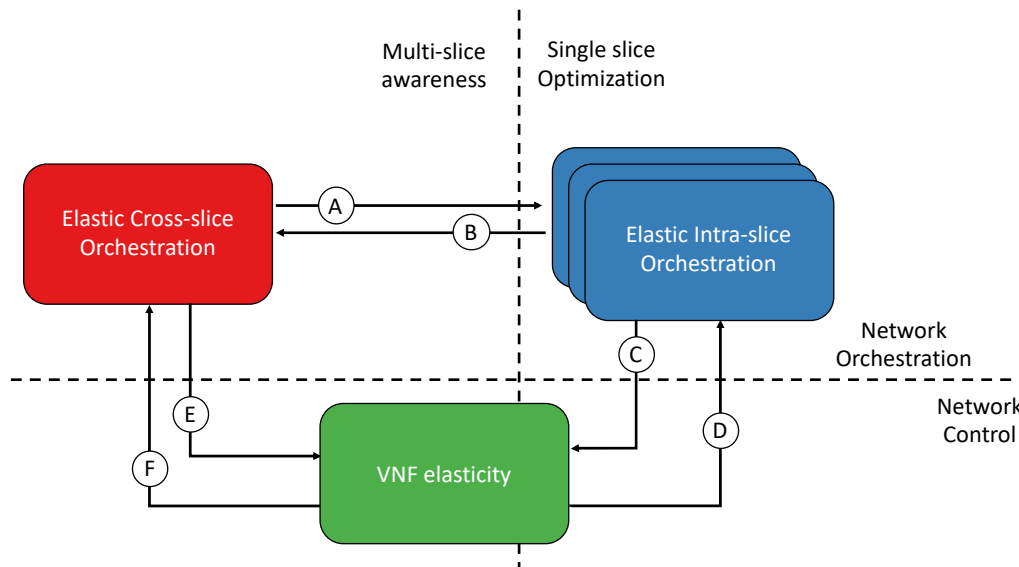 Multi-slice
awareness
Single slice
Optimization
Elastic Cross-slice
Orchestration
A
B
Elastic Intra-slice
Orchestration
C
Network
Orchestration
E
D
Network
Control
F
VNF elasticity